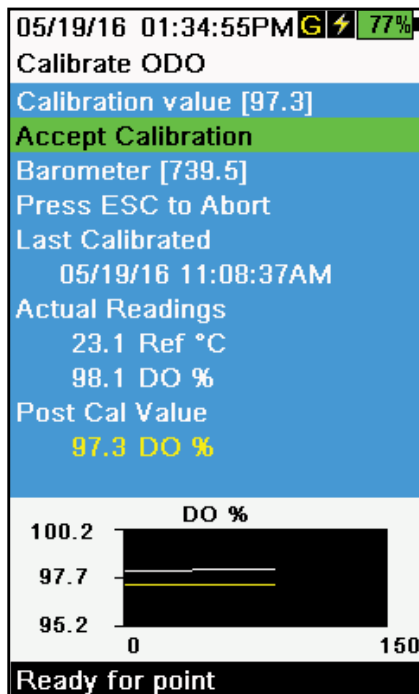 05/19/16 01:34:55PM G 77%
Calibrate ODO
Calibration value [97.3]
Accept Calibration
Barometer [739.5]
Press ESC to Abort
Last Calibrated
05/19/16 11:08:37AM
Actual Readings
23.1 Ref °C
98.1 DO %
Post Cal Value
97.3 DO %
DO %
100.2
97.7
95.2
0 150
Ready for point